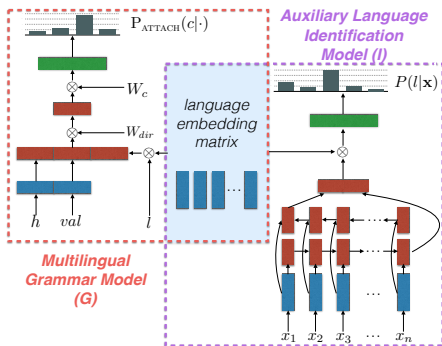 P_ATTACH(c|·)
W_c
W_dir
h
val
l
Multilingual
Grammar Model
(G)
language
embedding
matrix
...
Auxiliary Language
Identification
Model (I)
P(l|x)
...
...
...
x_1 x_2 x_3 ... x_n